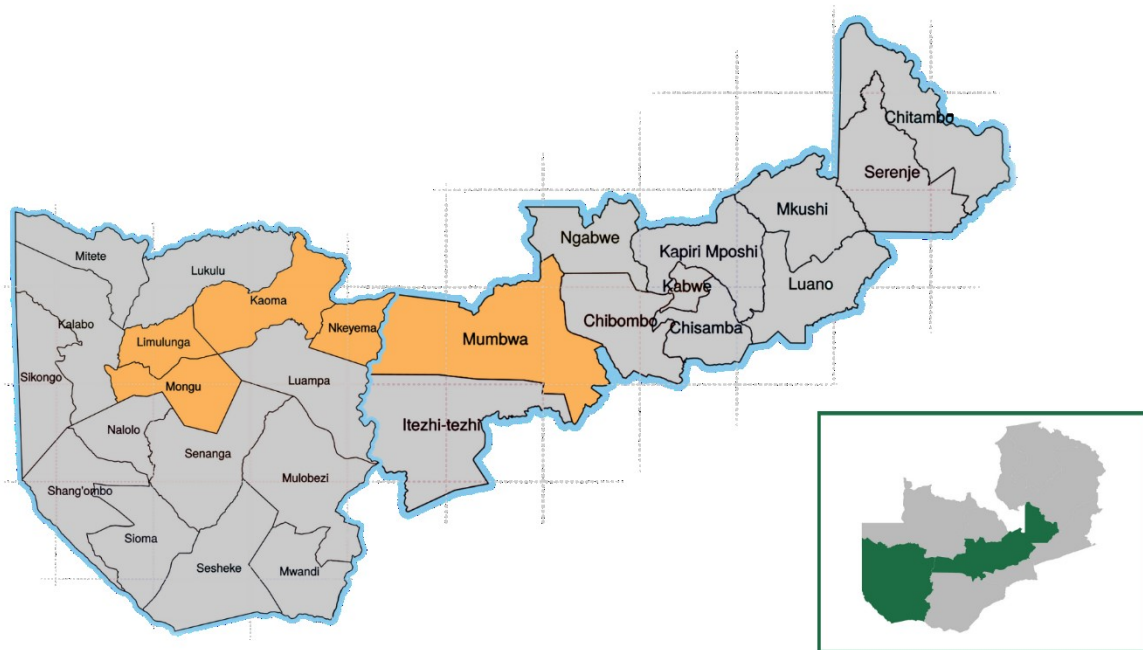 Chitambo
Serenje
Mkushi
Ngabwe
Kapiri Mposhi
Mitete
Lukulu
Kabwe
Luano
Kaoma
Kalabo
Chibombo
Chisamba
Nkeyema
Limulunga
Mumbwa
Sikongo
Mongu
Luampa
Nalolo
Itezhi-tezhi
Senanga
Mulobezi
Shang'ombo
Sioma
Sesheke
Mwandi